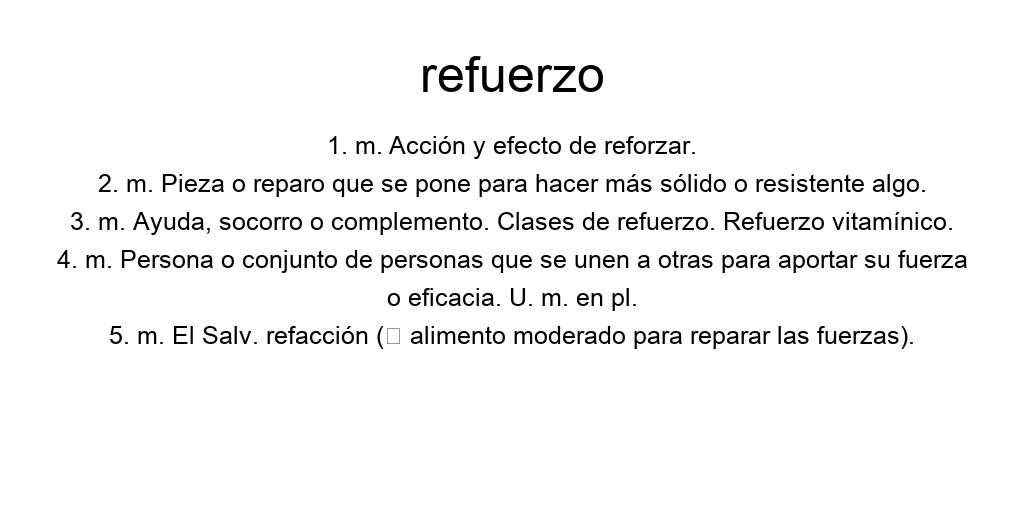 refuerzo
1. m. Acción y efecto de reforzar.
2. m. Pieza o reparo que se pone para hacer más sólido o resistente algo.
3. m. Ayuda, socorro o complemento. Clases de refuerzo. Refuerzo vitamínico.
4. m. Persona o conjunto de personas que se unen a otras para aportar su fuerza
o eficacia. U. m. en pl.
5. m. El Salv. refacción (▯ alimento moderado para reparar las fuerzas).